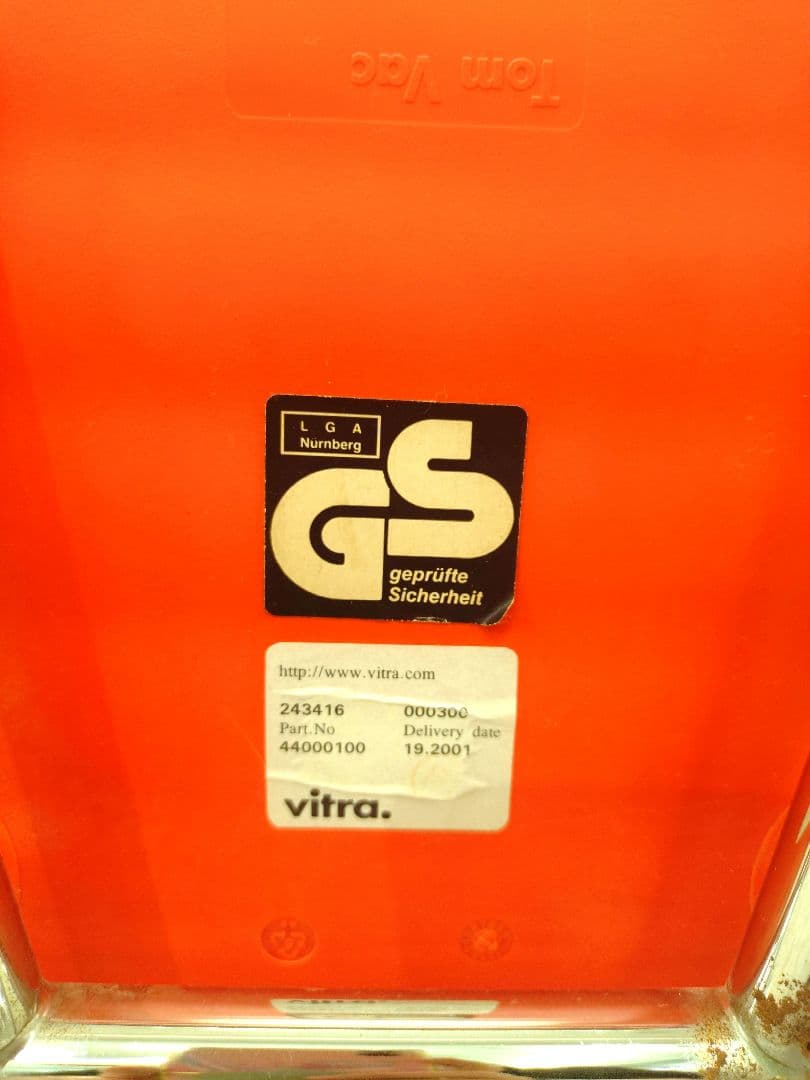 Tom Vac
L G A
Nürnberg
GS
geprüfte
Sicherheit
http://www.vitra.com
243416 000300
Part.No Delivery date
44000100 19.2001
vitra.